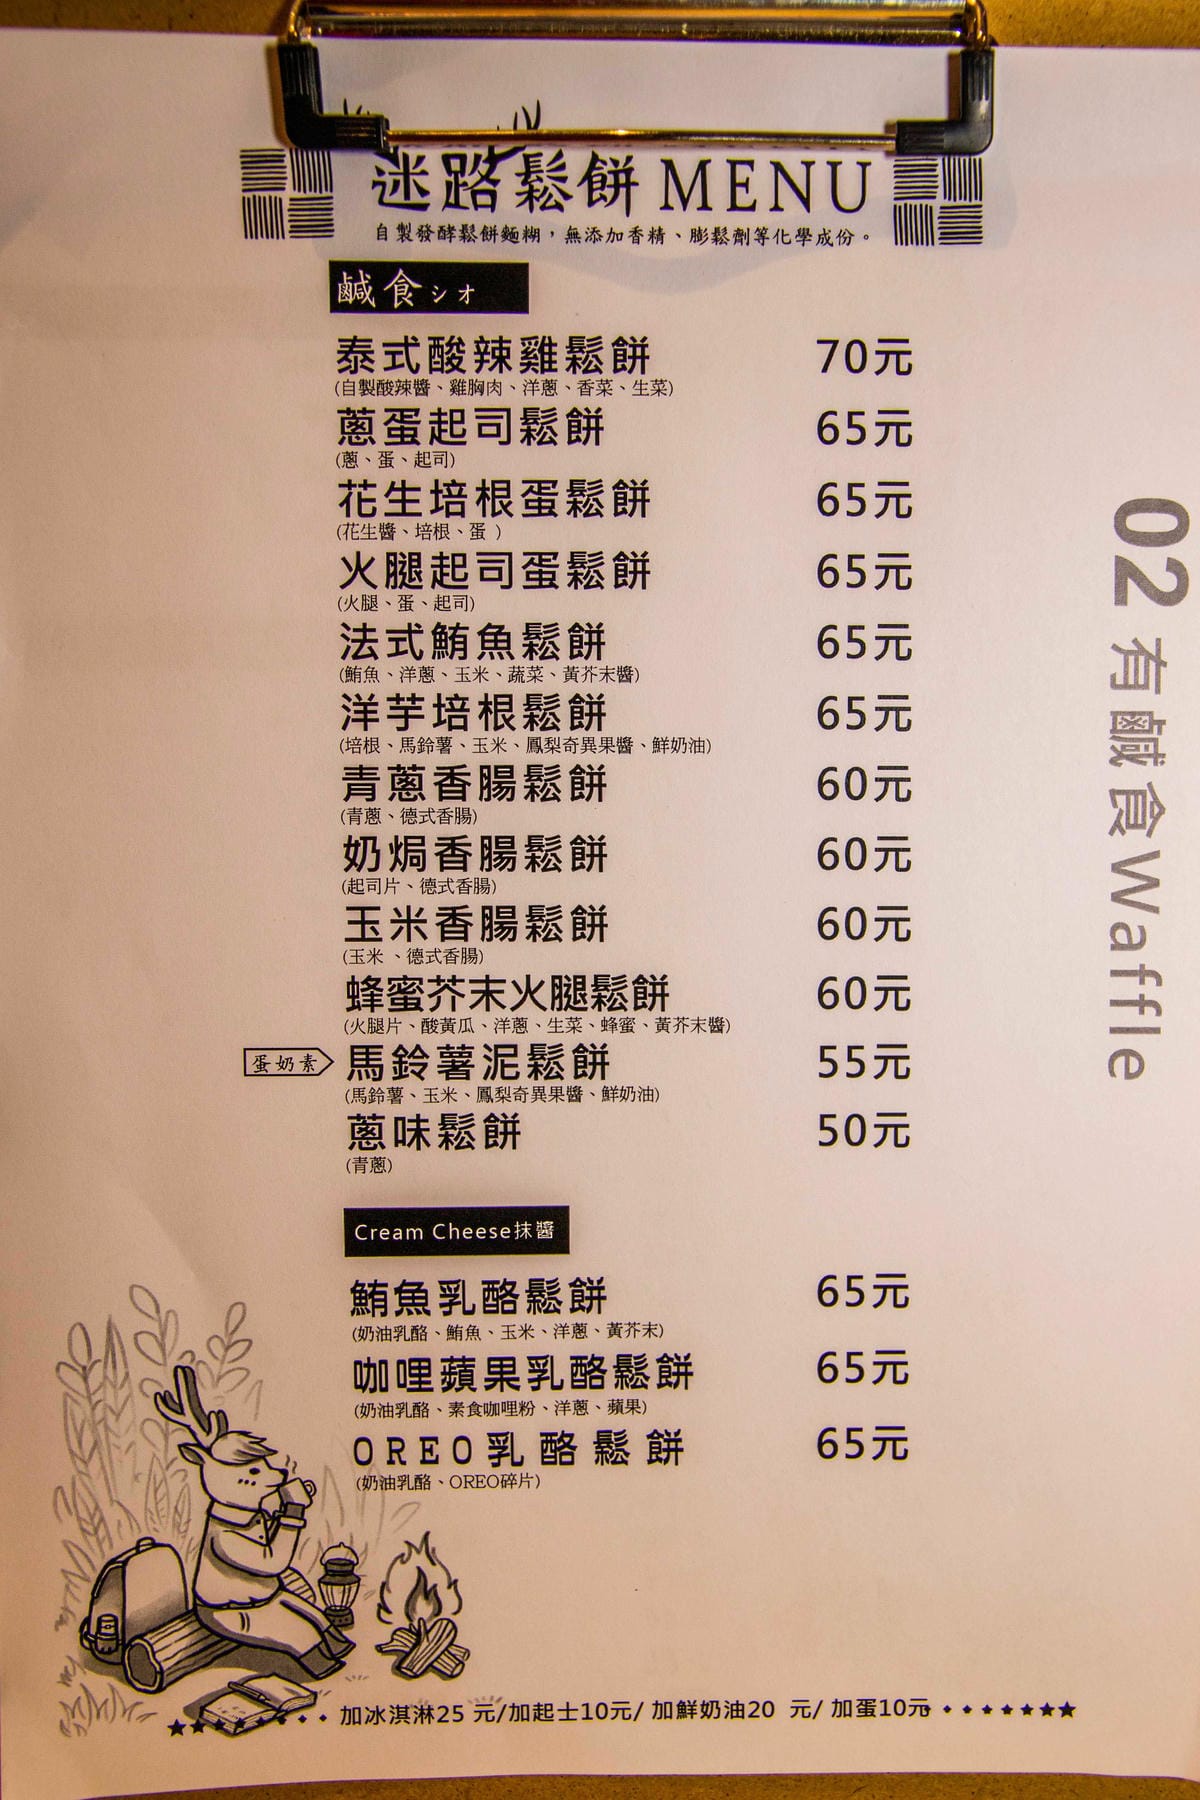 迷路鬆餅 MENU
自製發酵鬆餅麵糊，無添加香精、膨鬆劑等化學成份。
鹹食シオ
泰式酸辣雞鬆餅 70元
(自製酸辣醬、雞胸肉、洋蔥、香菜、生菜)
蔥蛋起司鬆餅 65元
(蔥、蛋、起司)
花生培根蛋鬆餅 65元
(花生醬、培根、蛋 )
火腿起司蛋鬆餅 65元
(火腿、蛋、起司)
法式鮪魚鬆餅 65元
(鮪魚、洋蔥、玉米、蔬菜、黃芥末醬)
洋芋培根鬆餅 65元
(培根、馬鈴薯、玉米、鳳梨奇異果醬、鮮奶油)
青蔥香腸鬆餅 60元
(青蔥、德式香腸)
奶焗香腸鬆餅 60元
(起司片、德式香腸)
玉米香腸鬆餅 60元
(玉米 、德式香腸)
蜂蜜芥末火腿鬆餅 60元
(火腿片、酸黃瓜、洋蔥、生菜、蜂蜜、黃芥末醬)
蛋奶素 馬鈴薯泥鬆餅 55元
(馬鈴薯、玉米、鳳梨奇異果醬、鮮奶油)
蔥味鬆餅 50元
(青蔥)
Cream Cheese抹醬
鮪魚乳酪鬆餅 65元
(奶油乳酪、鮪魚、玉米、洋蔥、黃芥末)
咖哩蘋果乳酪鬆餅 65元
(奶油乳酪、素食咖哩粉、洋蔥、蘋果)
OREO乳酪鬆餅 65元
(奶油乳酪、OREO碎片)
加冰淇淋25 元/加起士10元/ 加鮮奶油20 元/ 加蛋10元
02 有鹹食Waffle